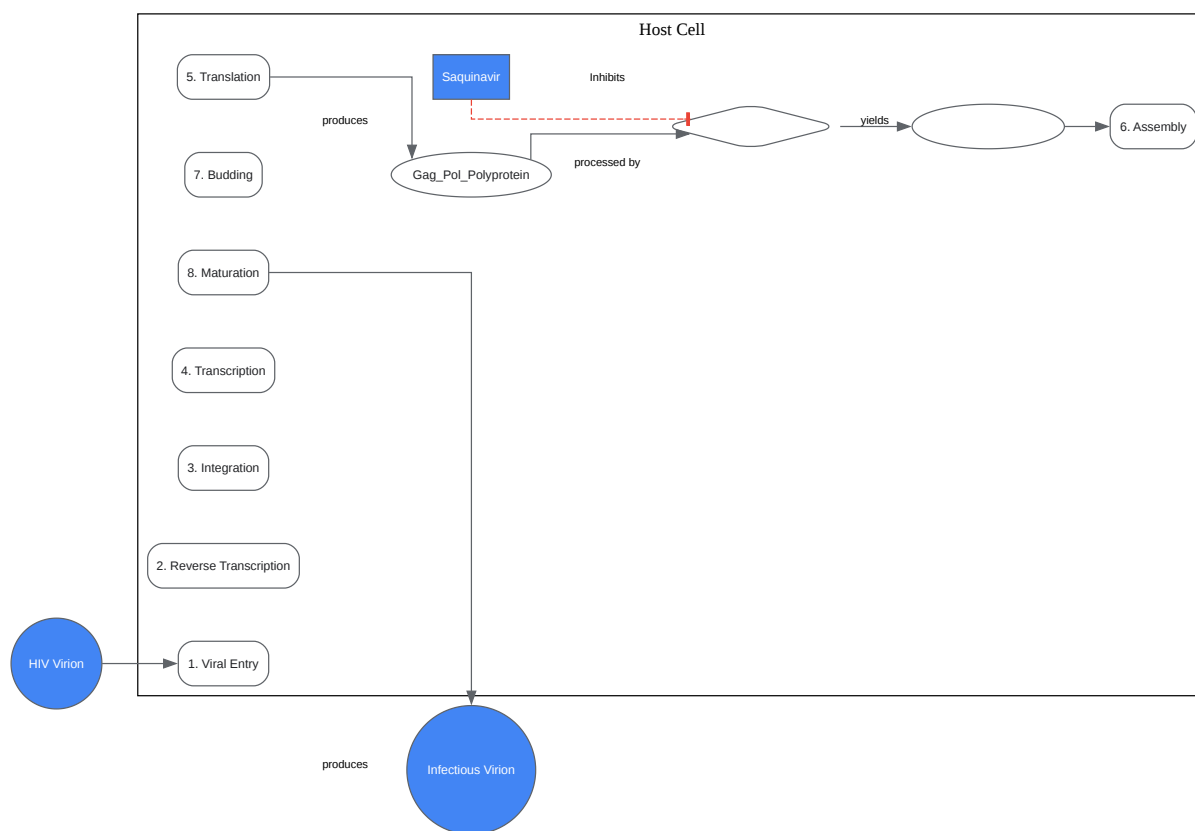 Host Cell
5. Translation
Saquinavir
Inhibits
produces
yields
6. Assembly
processed by
Gag_Pol_Polyprotein
7. Budding
8. Maturation
4. Transcription
3. Integration
2. Reverse Transcription
HIV Virion
1. Viral Entry
produces
Infectious Virion